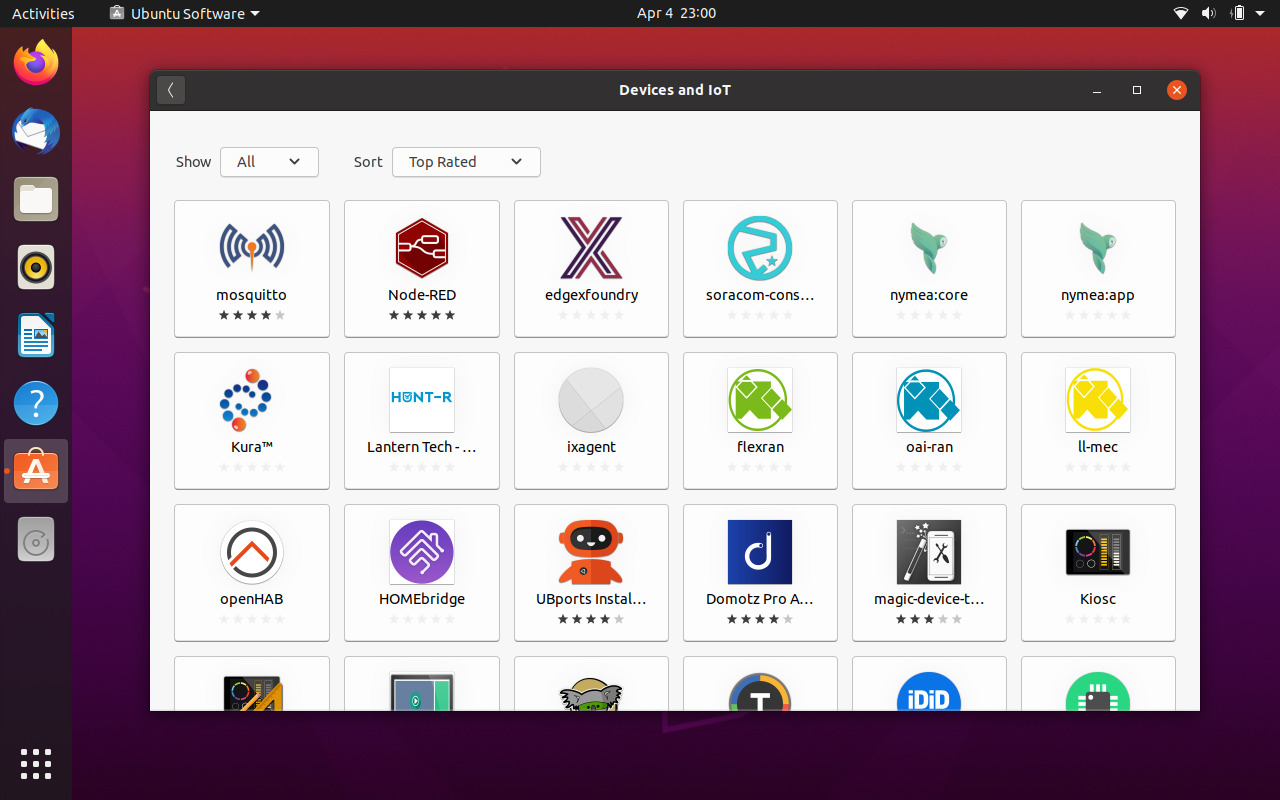 Activities
Ubuntu Software
Apr 4 23:00
Devices and IoT
Show
All
Sort
Top Rated
mosquitto
Node-RED
edgexfoundry
soracom-cons...
nymea:core
nymea:app
HUNT-R
Kura™
Lantern Tech - ...
ixagent
flexran
oai-ran
ll-mec
openHAB
HOMEbridge
UBports Instal...
Domotz Pro A...
magic-device-t...
Kiosc
T
iDiD